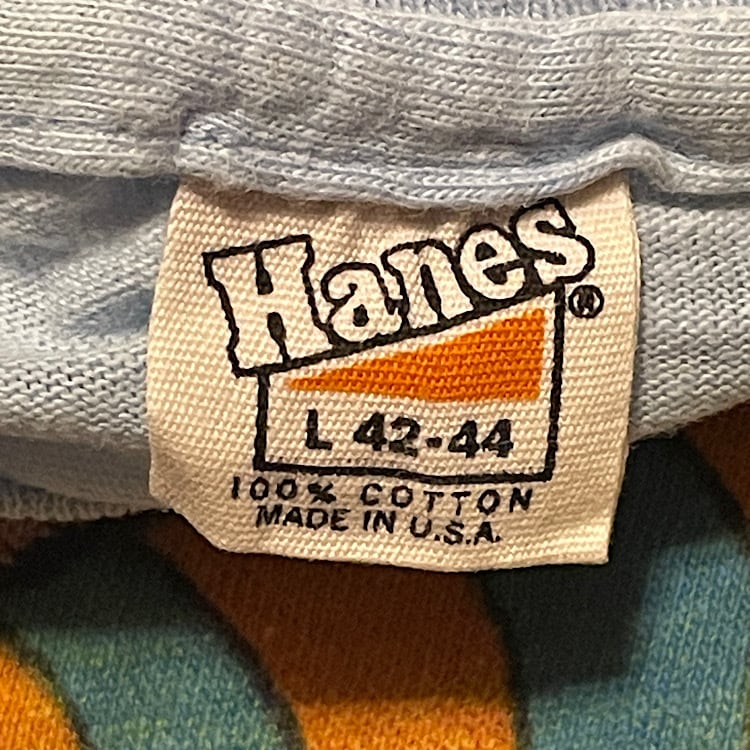 Hanes ®
L 42-44
100% COTTON
MADE IN U.S.A.